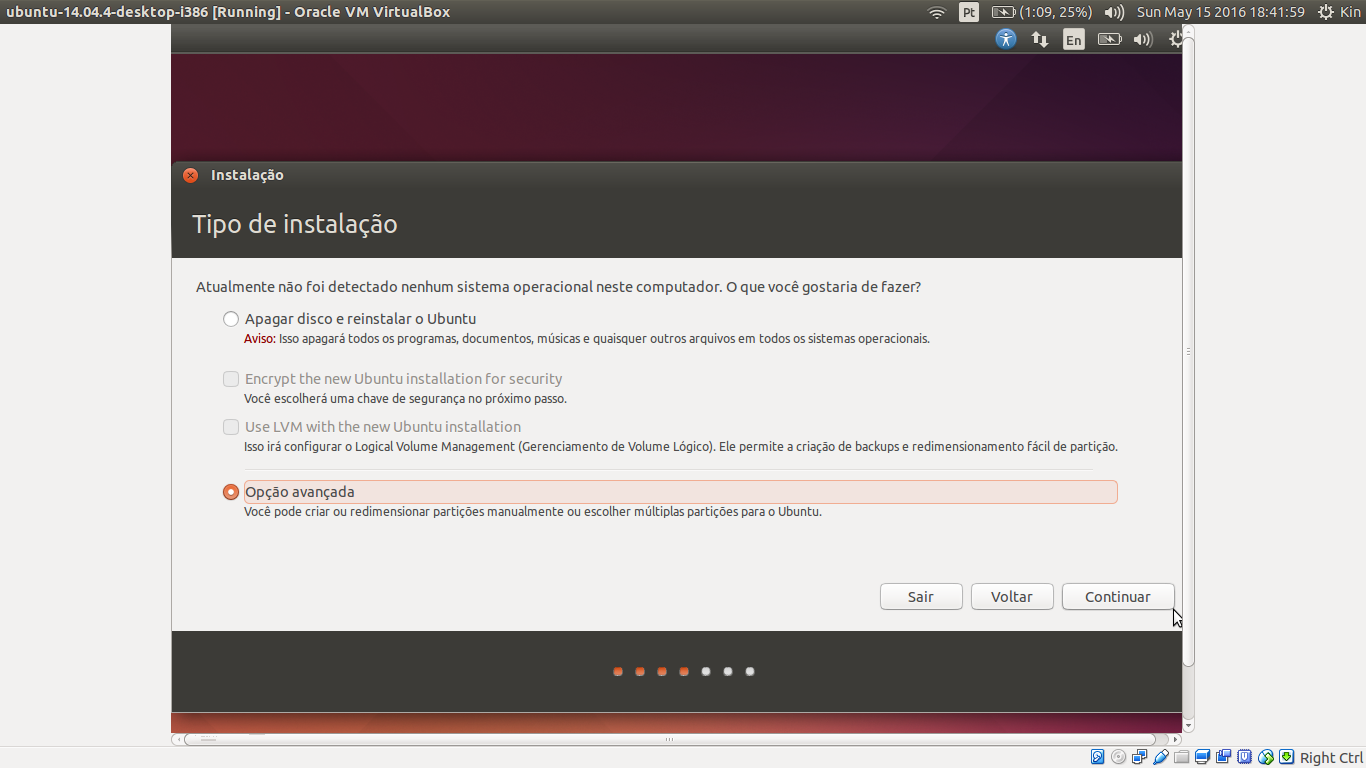 ubuntu-14.04.4-desktop-i386 [Running] - Oracle VM VirtualBox
Pt
(1:09, 25%)
Sun May 15 2016 18:41:59
Kin
En
Instalação
Tipo de instalação
Atualmente não foi detectado nenhum sistema operacional neste computador. O que você gostaria de fazer?
Apagar disco e reinstalar o Ubuntu
Aviso: Isso apagará todos os programas, documentos, músicas e quaisquer outros arquivos em todos os sistemas operacionais.
Encrypt the new Ubuntu installation for security
Você escolherá uma chave de segurança no próximo passo.
Use LVM with the new Ubuntu installation
Isso irá configurar o Logical Volume Management (Gerenciamento de Volume Lógico). Ele permite a criação de backups e redimensionamento fácil de partição.
Opção avançada
Você pode criar ou redimensionar partições manualmente ou escolher múltiplas partições para o Ubuntu.
Sair
Voltar
Continuar
Right Ctrl